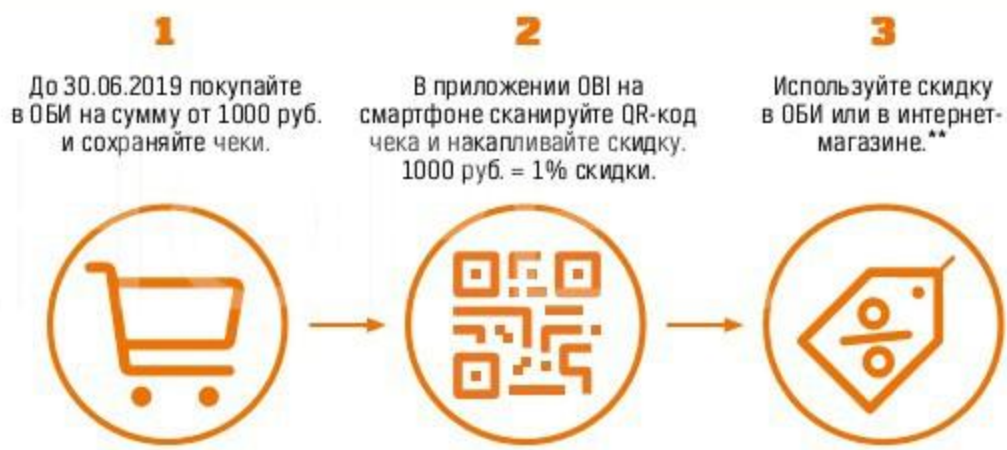 1
До 30.06.2019 покупайте
в ОБИ на сумму от 1000 руб.
и сохраняйте чеки.
2
В приложении OBI на
смартфоне сканируйте QR-код
чека и накапливайте скидку.
1000 руб. = 1% скидки.
3
Используйте скидку
в ОБИ или в интернет-
магазине.**